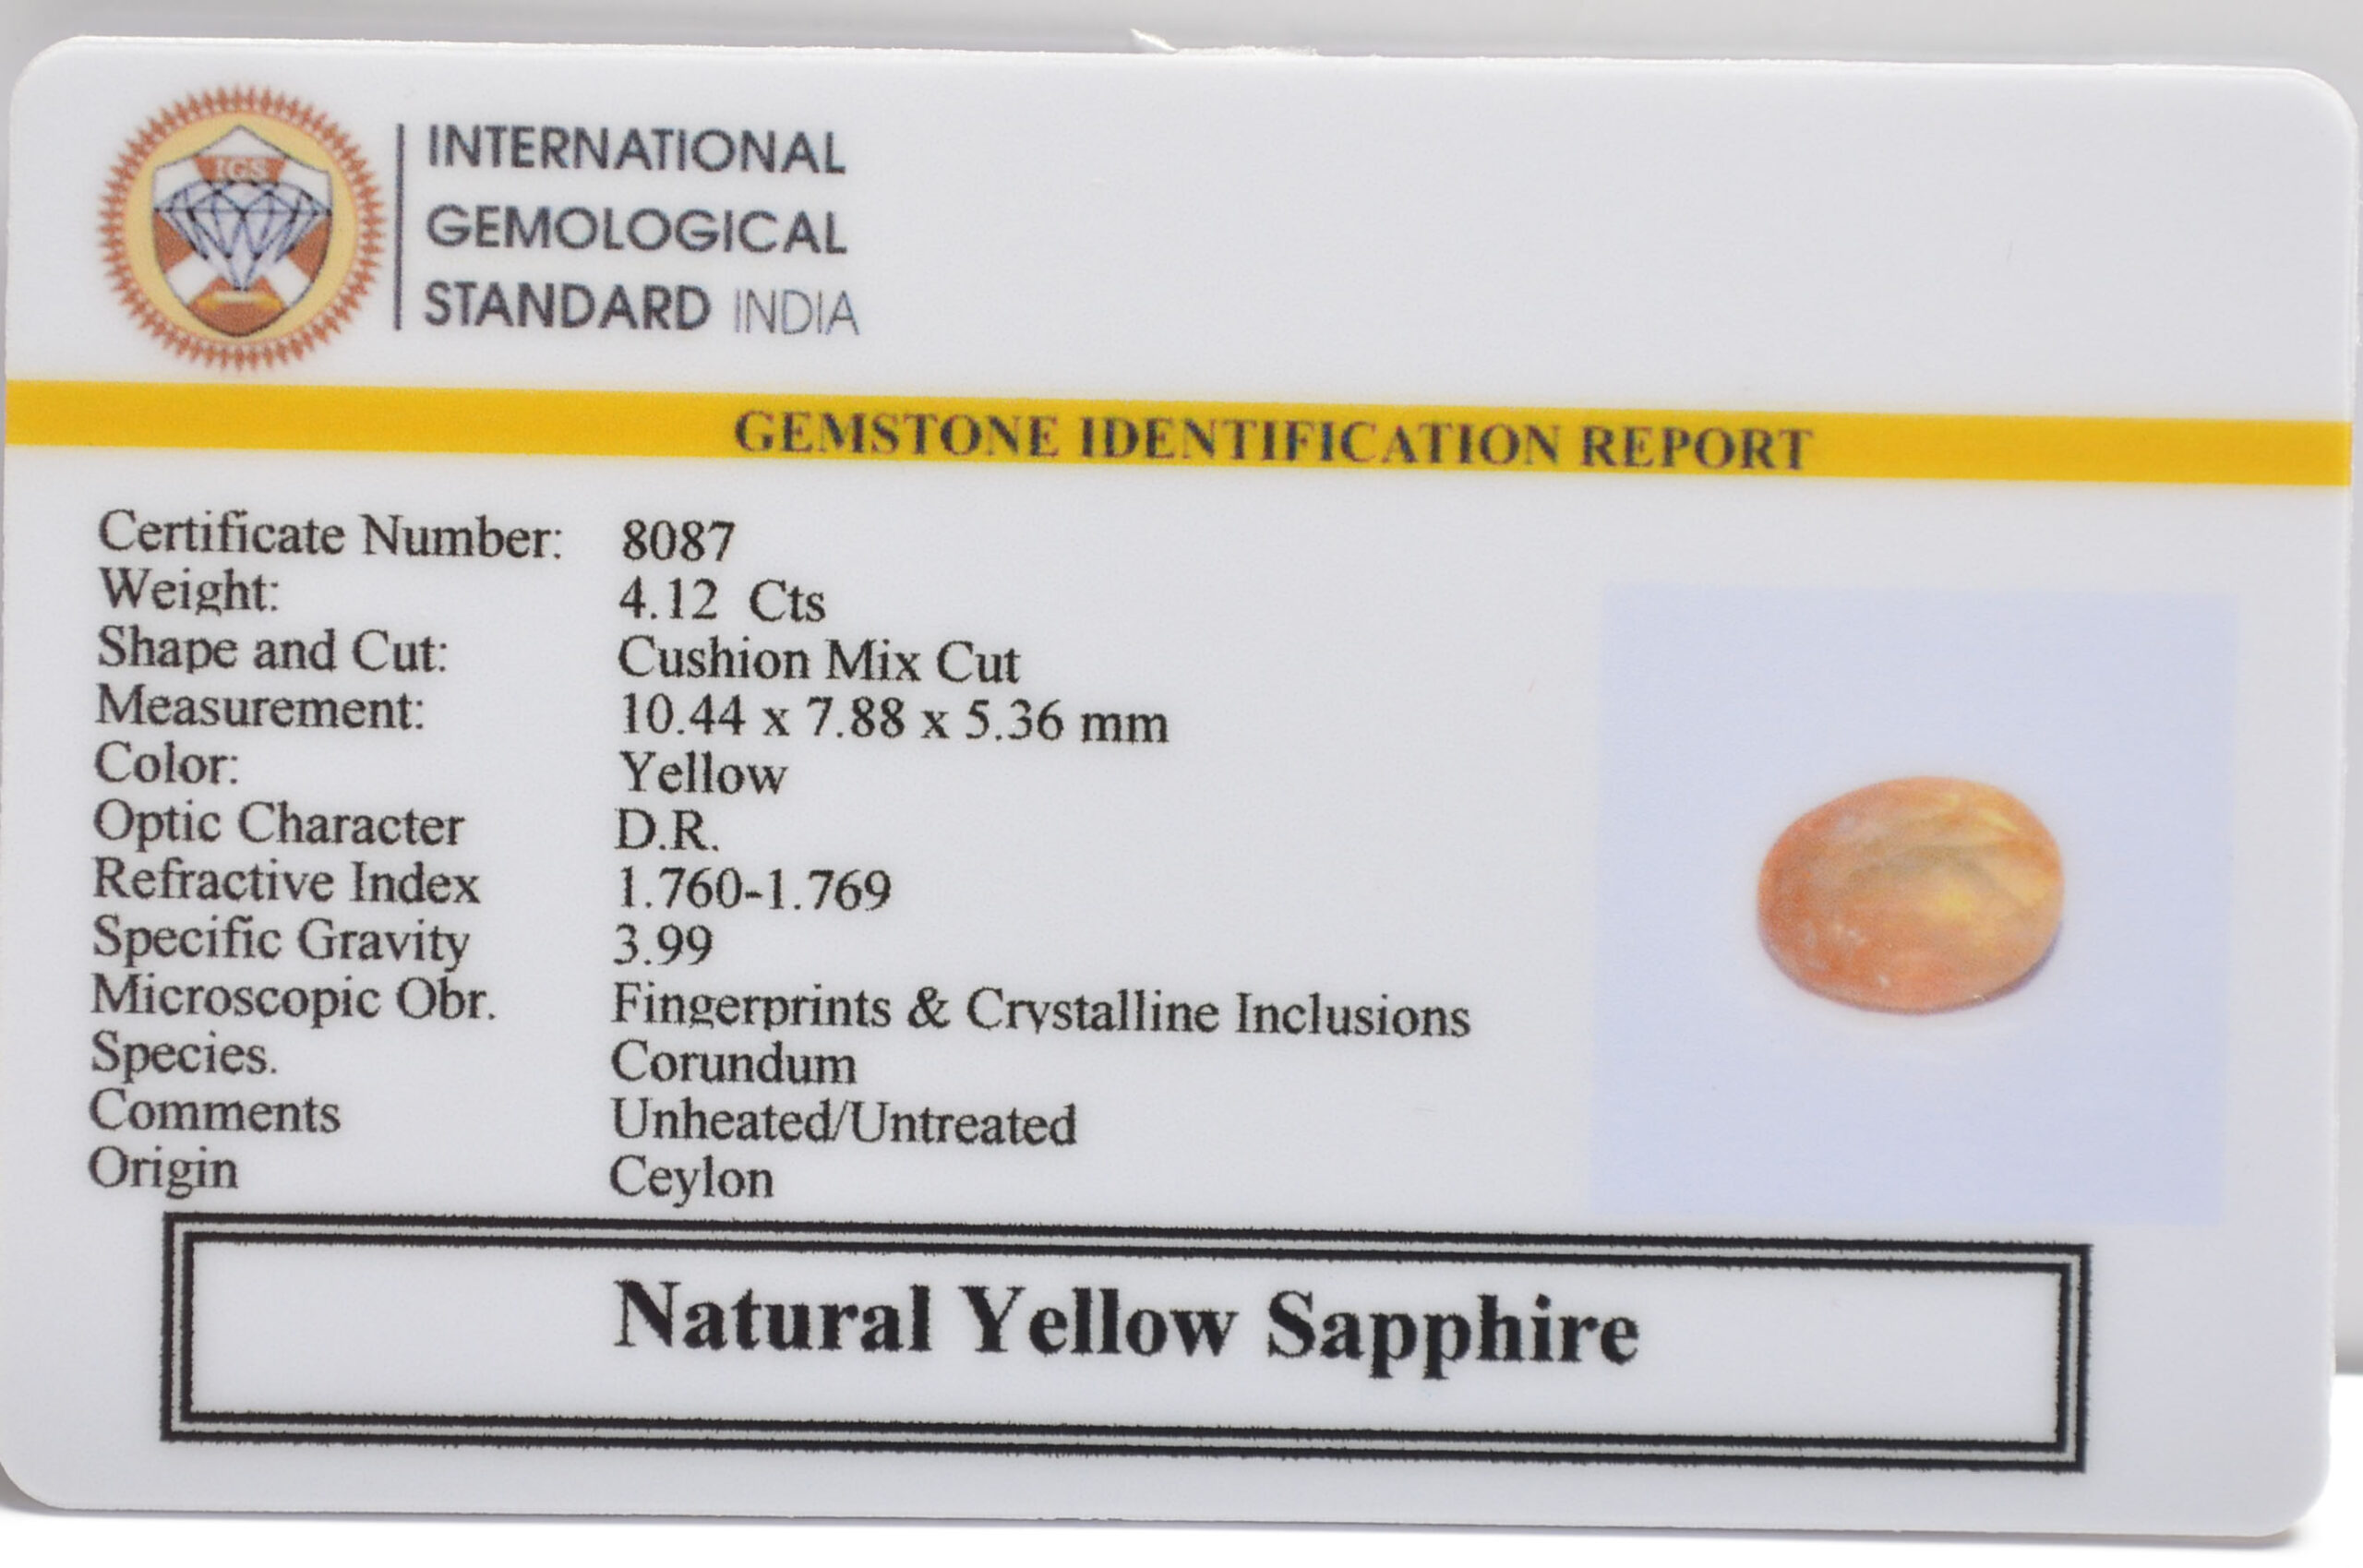 IGS
INTERNATIONAL
GEMOLOGICAL
STANDARD INDIA
GEMSTONE IDENTIFICATION REPORT
Certificate Number: 8087
Weight: 4.12 Cts
Shape and Cut: Cushion Mix Cut
Measurement: 10.44 x 7.88 x 5.36 mm
Color: Yellow
Optic Character D.R.
Refractive Index 1.760-1.769
Specific Gravity 3.99
Microscopic Obr. Fingerprints & Crystalline Inclusions
Species. Corundum
Comments Unheated/Untreated
Origin Ceylon
Natural Yellow Sapphire